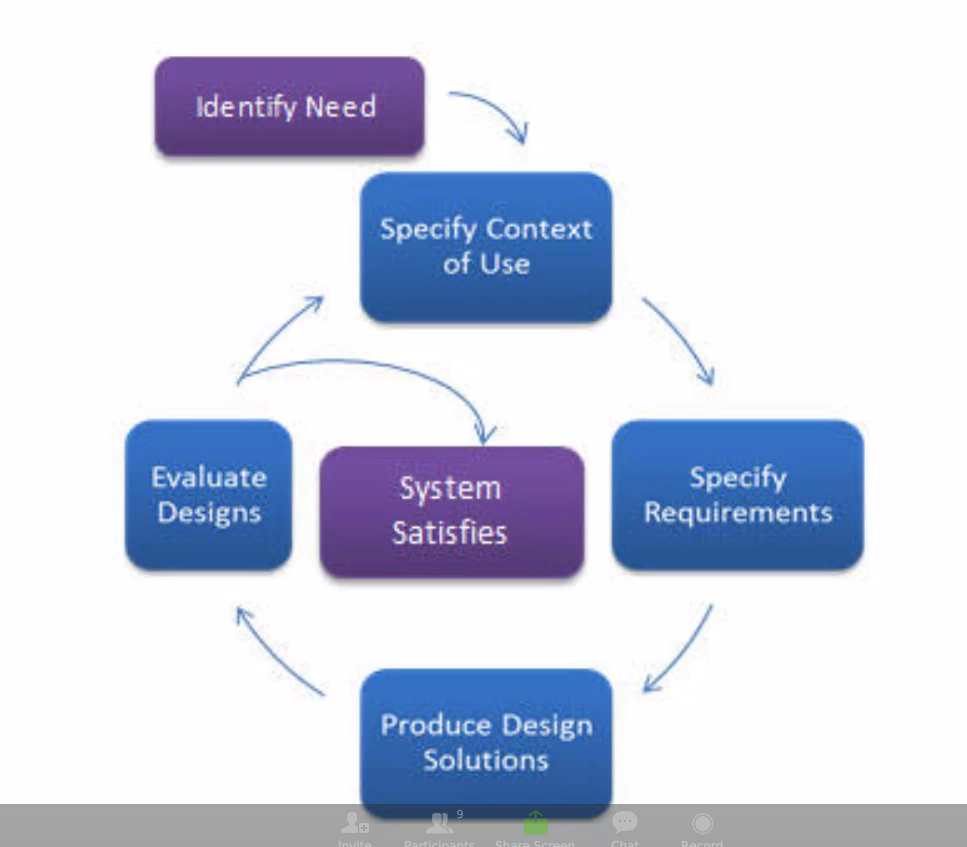 Identify Need
Specify Context
of Use
Evaluate
Designs
System
Satisfies
Specify
Requirements
Produce Design
Solutions
9
Invite
Participants
Share Screen
Chat
Record